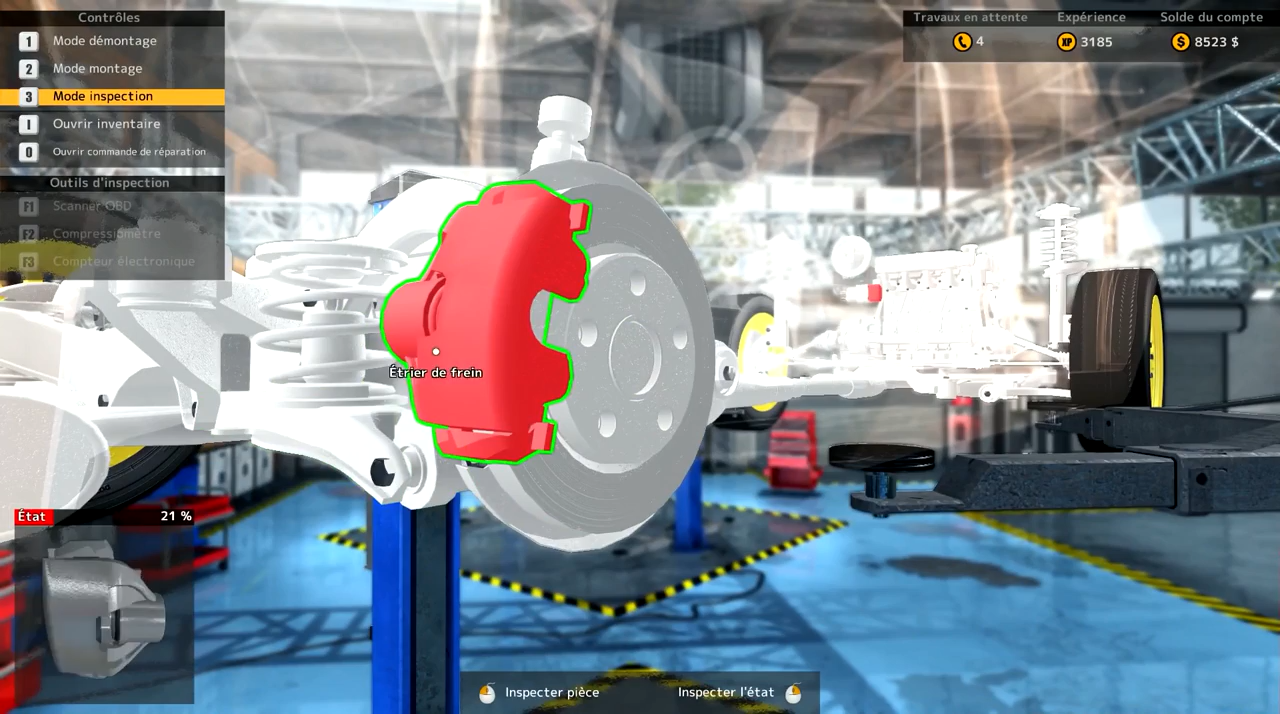 Contrôles
1 Mode démontage
2 Mode montage
3 Mode inspection
I Ouvrir inventaire
O Ouvrir commande de réparation
Outils d'inspection
F1 Scanner OBD
F2 Compressiomètre
F3 Compteur électronique
Travaux en attente Expérience Solde du compte
4 XP 3185 $ 8523 $
Étrier de frein
État 21 %
Inspecter pièce Inspecter l'état